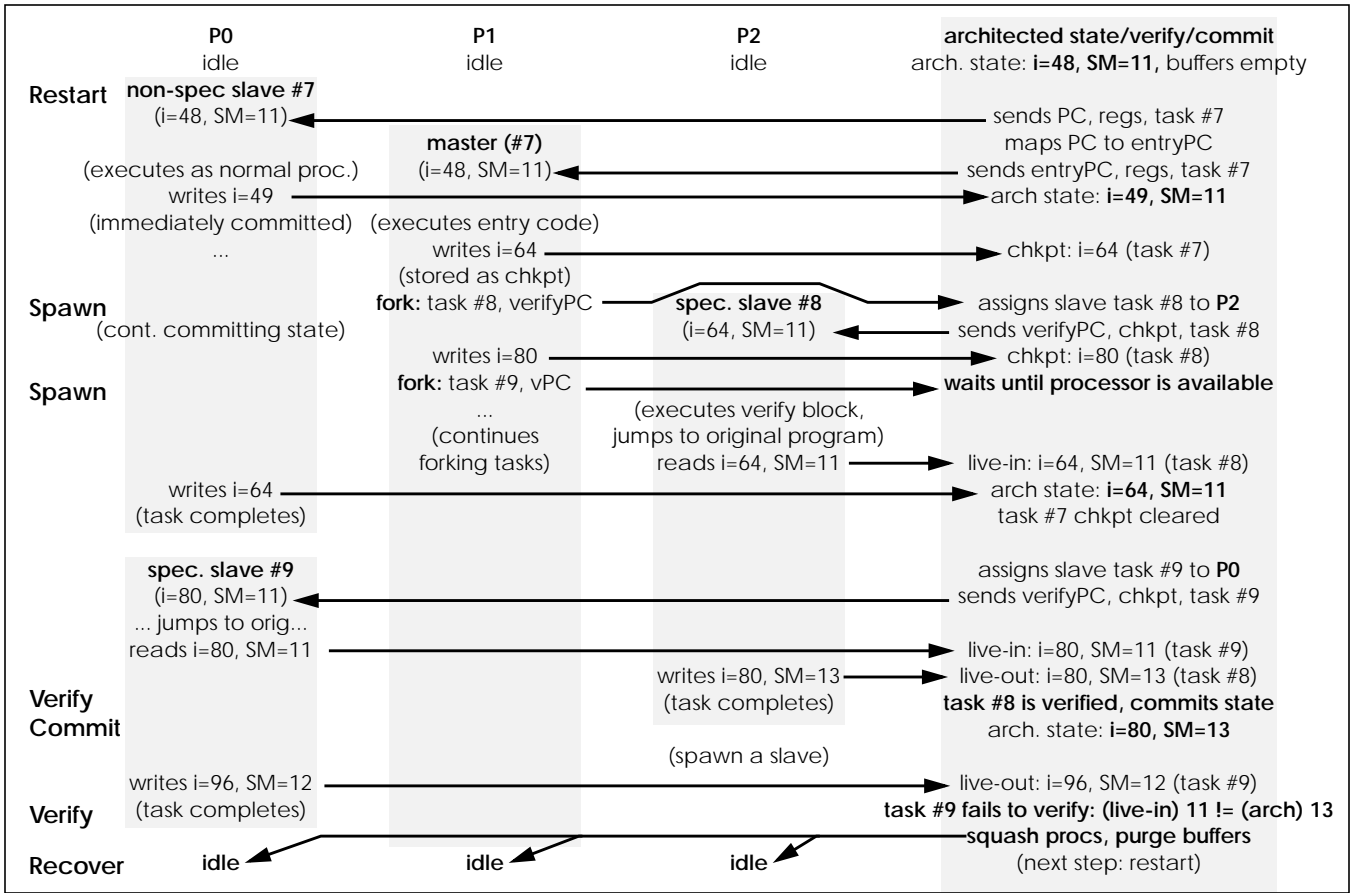 P0 P1 P2 architected state/verify/commit
idle idle idle arch. state: i=48, SM=11, buffers empty
Restart non-spec slave #7
(i=48, SM=11) sends PC, regs, task #7
master (#7) maps PC to entryPC
(executes as normal proc.) (i=48, SM=11) sends entryPC, regs, task #7
writes i=49 arch state: i=49, SM=11
(immediately committed) (executes entry code)
... writes i=64 chkpt: i=64 (task #7)
(stored as chkpt)
Spawn fork: task #8, verifyPC spec. slave #8 assigns slave task #8 to P2
(cont. committing state) (i=64, SM=11) sends verifyPC, chkpt, task #8
writes i=80 chkpt: i=80 (task #8)
Spawn fork: task #9, vPC waits until processor is available
... (executes verify block,
(continues jumps to original program)
forking tasks) reads i=64, SM=11 live-in: i=64, SM=11 (task #8)
writes i=64 arch state: i=64, SM=11
(task completes) task #7 chkpt cleared
spec. slave #9 assigns slave task #9 to P0
(i=80, SM=11) sends verifyPC, chkpt, task #9
... jumps to orig...
reads i=80, SM=11 live-in: i=80, SM=11 (task #9)
writes i=80, SM=13 live-out: i=80, SM=13 (task #8)
Verify (task completes) task #8 is verified, commits state
Commit arch. state: i=80, SM=13
(spawn a slave)
writes i=96, SM=12 live-out: i=96, SM=12 (task #9)
Verify (task completes) task #9 fails to verify: (live-in) 11 != (arch) 13
squash procs, purge buffers
Recover idle idle idle (next step: restart)